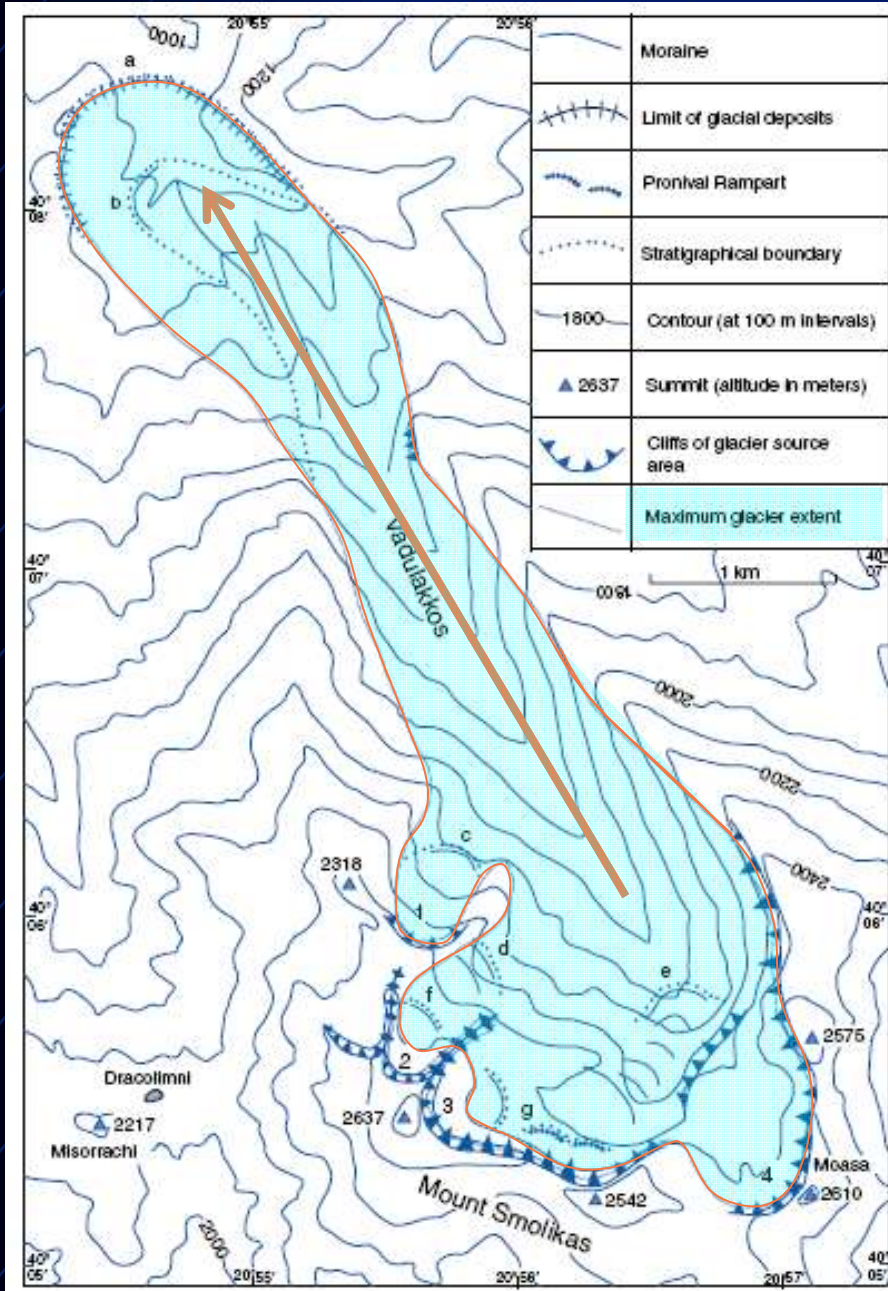 20°55'
20°56'
1000
1200
a
b
40°
08'
Moraine
Limit of glacial deposits
Pronival Rampart
Stratigraphical boundary
1800
Contour (at 100 m intervals)
2637
Summit (altitude in meters)
Cliffs of glacier source
area
Maximum glacier extent
40°
07'
40°
07'
1 km
1600
Vadulakkos
2000
2200
2400
c
2318
1
40°
06'
40°
06'
d
e
f
2575
2
Dracolimni
2637
3
g
2217
Misorrachi
4
Moasa
2610
2542
Mount Smolikas
2000
40°
05'
20°55'
20°56'
20°57'
40°
05'